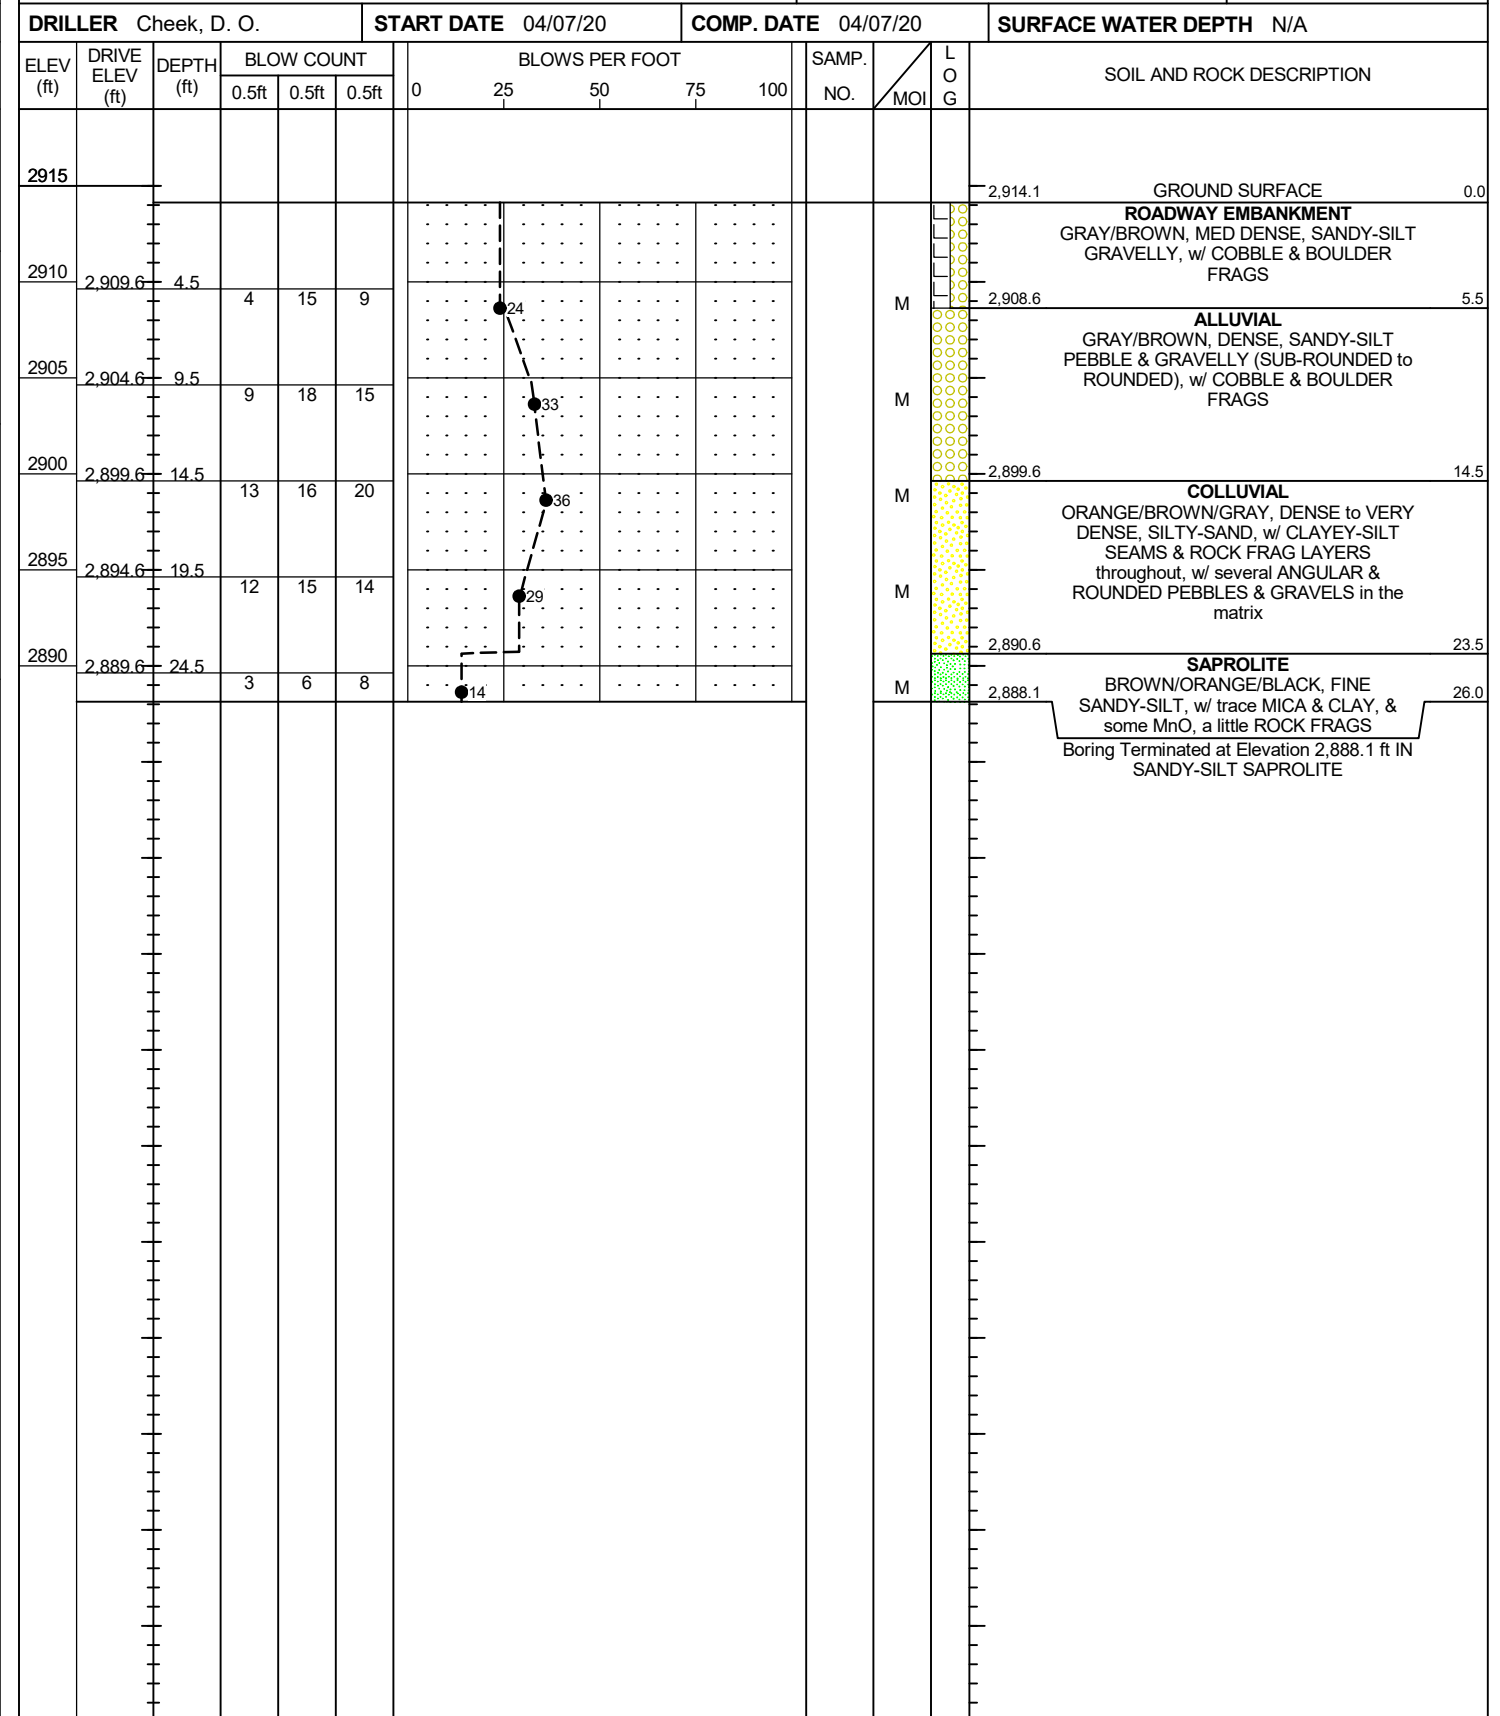 DRILLER Cheek, D. O. START DATE 04/07/20 COMP. DATE 04/07/20 SURFACE WATER DEPTH N/A
ELEV (ft) DRIVE ELEV (ft) DEPTH (ft) BLOW COUNT BLOWS PER FOOT SAMP. NO. MOI LOG SOIL AND ROCK DESCRIPTION
0.5ft 0.5ft 0.5ft 0 25 50 75 100
2915
2,914.1 GROUND SURFACE 0.0
ROADWAY EMBANKMENT
GRAY/BROWN, MED DENSE, SANDY-SILT
GRAVELLY, w/ COBBLE & BOULDER
FRAGS
2910 2,909.6 4.5
4 15 9 24 M 2,908.6 5.5
ALLUVIAL
GRAY/BROWN, DENSE, SANDY-SILT
PEBBLE & GRAVELLY (SUB-ROUNDED to
ROUNDED), w/ COBBLE & BOULDER
FRAGS
2905 2,904.6 9.5
9 18 15 33 M
2900 2,899.6 14.5 2,899.6 14.5
13 16 20 36 M
COLLUVIAL
ORANGE/BROWN/GRAY, DENSE to VERY
DENSE, SILTY-SAND, w/ CLAYEY-SILT
SEAMS & ROCK FRAG LAYERS
throughout, w/ several ANGULAR &
ROUNDED PEBBLES & GRAVELS in the
matrix
2895 2,894.6 19.5
12 15 14 29 M
2,890.6 23.5
2890 2,889.6 24.5
SAPROLITE
3 6 8 14 M 2,888.1 26.0
BROWN/ORANGE/BLACK, FINE
SANDY-SILT, w/ trace MICA & CLAY, &
some MnO, a little ROCK FRAGS
Boring Terminated at Elevation 2,888.1 ft IN
SANDY-SILT SAPROLITE